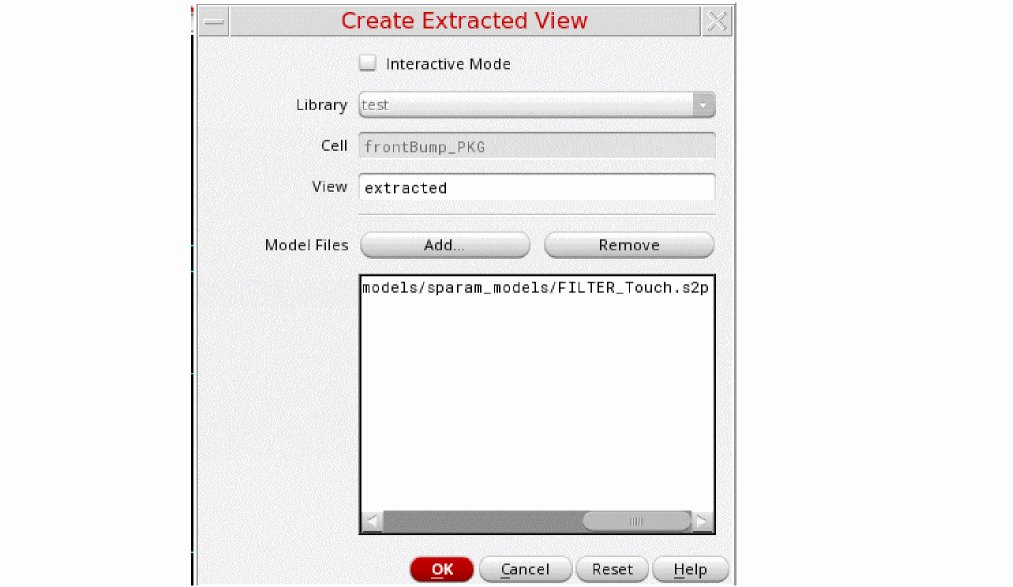 Create Extracted View
Interactive Mode
Library test
Cell frontBump_PKG
View extracted
Model Files Add... Remove
models/sparam_models/FILTER_Touch.s2p
OK Cancel Reset Help